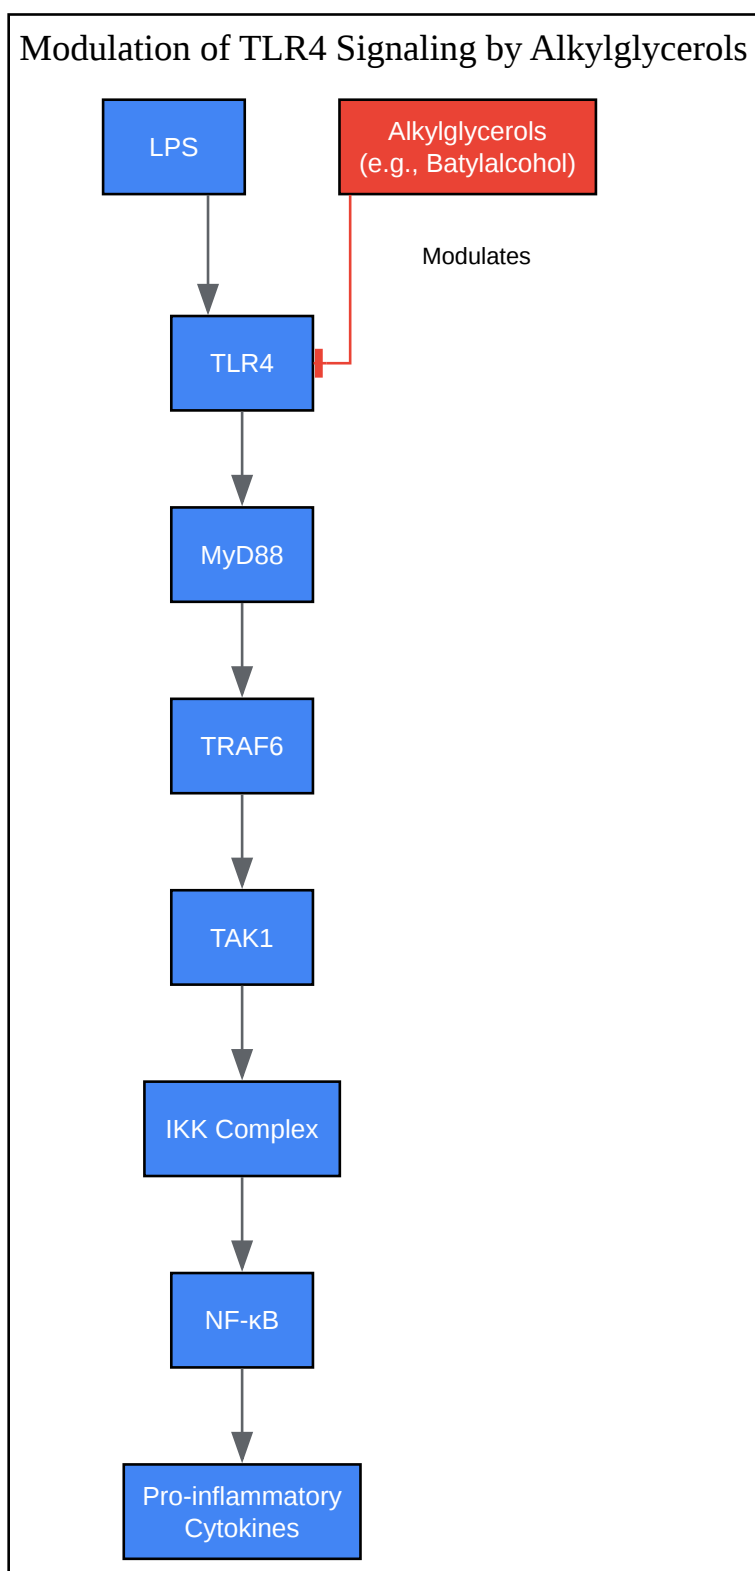 Modulation of TLR4 Signaling by Alkylglycerols
LPS
Alkylglycerols
(e.g., Batylalcohol)
Modulates
TLR4
MyD88
TRAF6
TAK1
IKK Complex
NF-κB
Pro-inflammatory
Cytokines